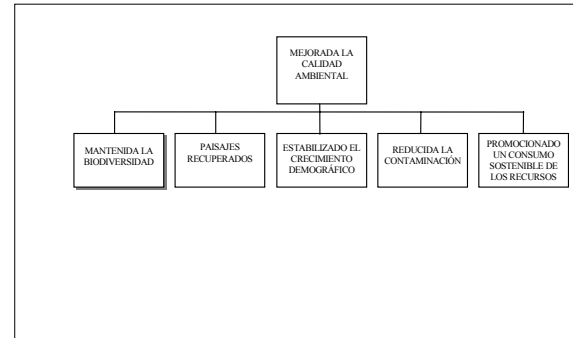 MEJORADA LA
CALIDAD
AMBIENTAL
MANTENIDA LA
BIODIVERSIDAD
PAISAJES
RECUPERADOS
ESTABILIZADO EL
CRECIMIENTO
DEMOGRÁFICO
REDUCIDA LA
CONTAMINACIÓN
PROMOCIONADO
UN CONSUMO
SOSTENIBLE DE
LOS RECURSOS